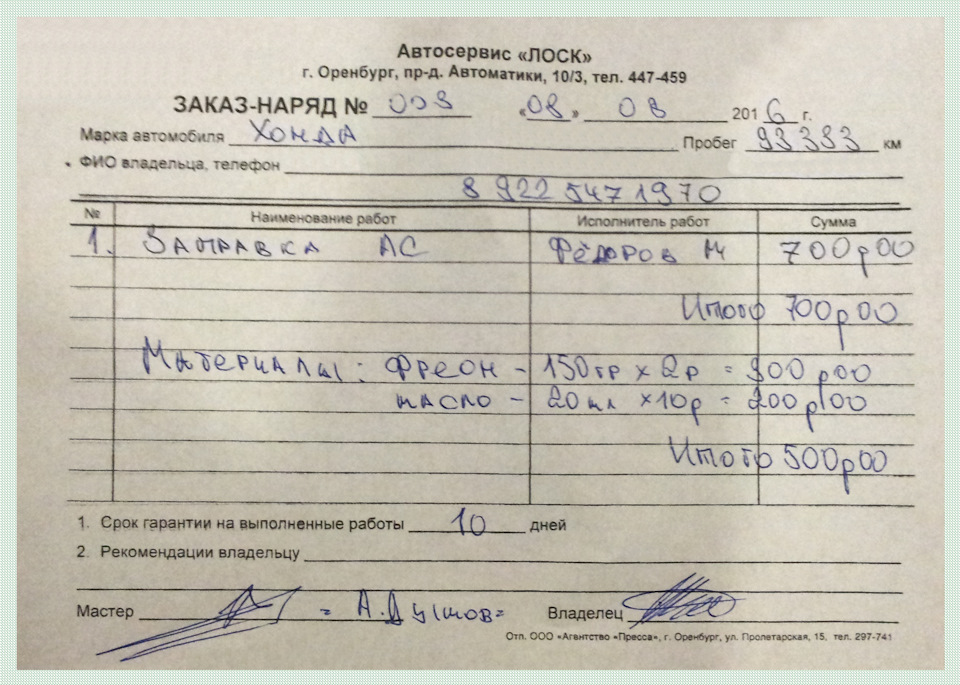 Автосервис «ЛОСК»
г. Оренбург, пр-д. Автоматики, 10/3, тел. 447-459
ЗАКАЗ-НАРЯД № 003 «08» 08 2016 г.
Марка автомобиля ХОНДА Пробег 93383 км
ФИО владельца, телефон
8 922 547 1970
№ Наименование работ Исполнитель работ Сумма
1. Заправка АС Фёдоров М 700р00
Итого 700р00
Материалы: фреон - 150гр х 2р = 300р00
масло - 20мл х10р = 200р00
Итого 500р00
1. Срок гарантии на выполненные работы 10 дней
2. Рекомендации владельцу
Мастер = А. Душов= Владелец
Отп. ООО «Агентство «Пресса», г. Оренбург, ул. Пролетарская, 15, тел. 297-741